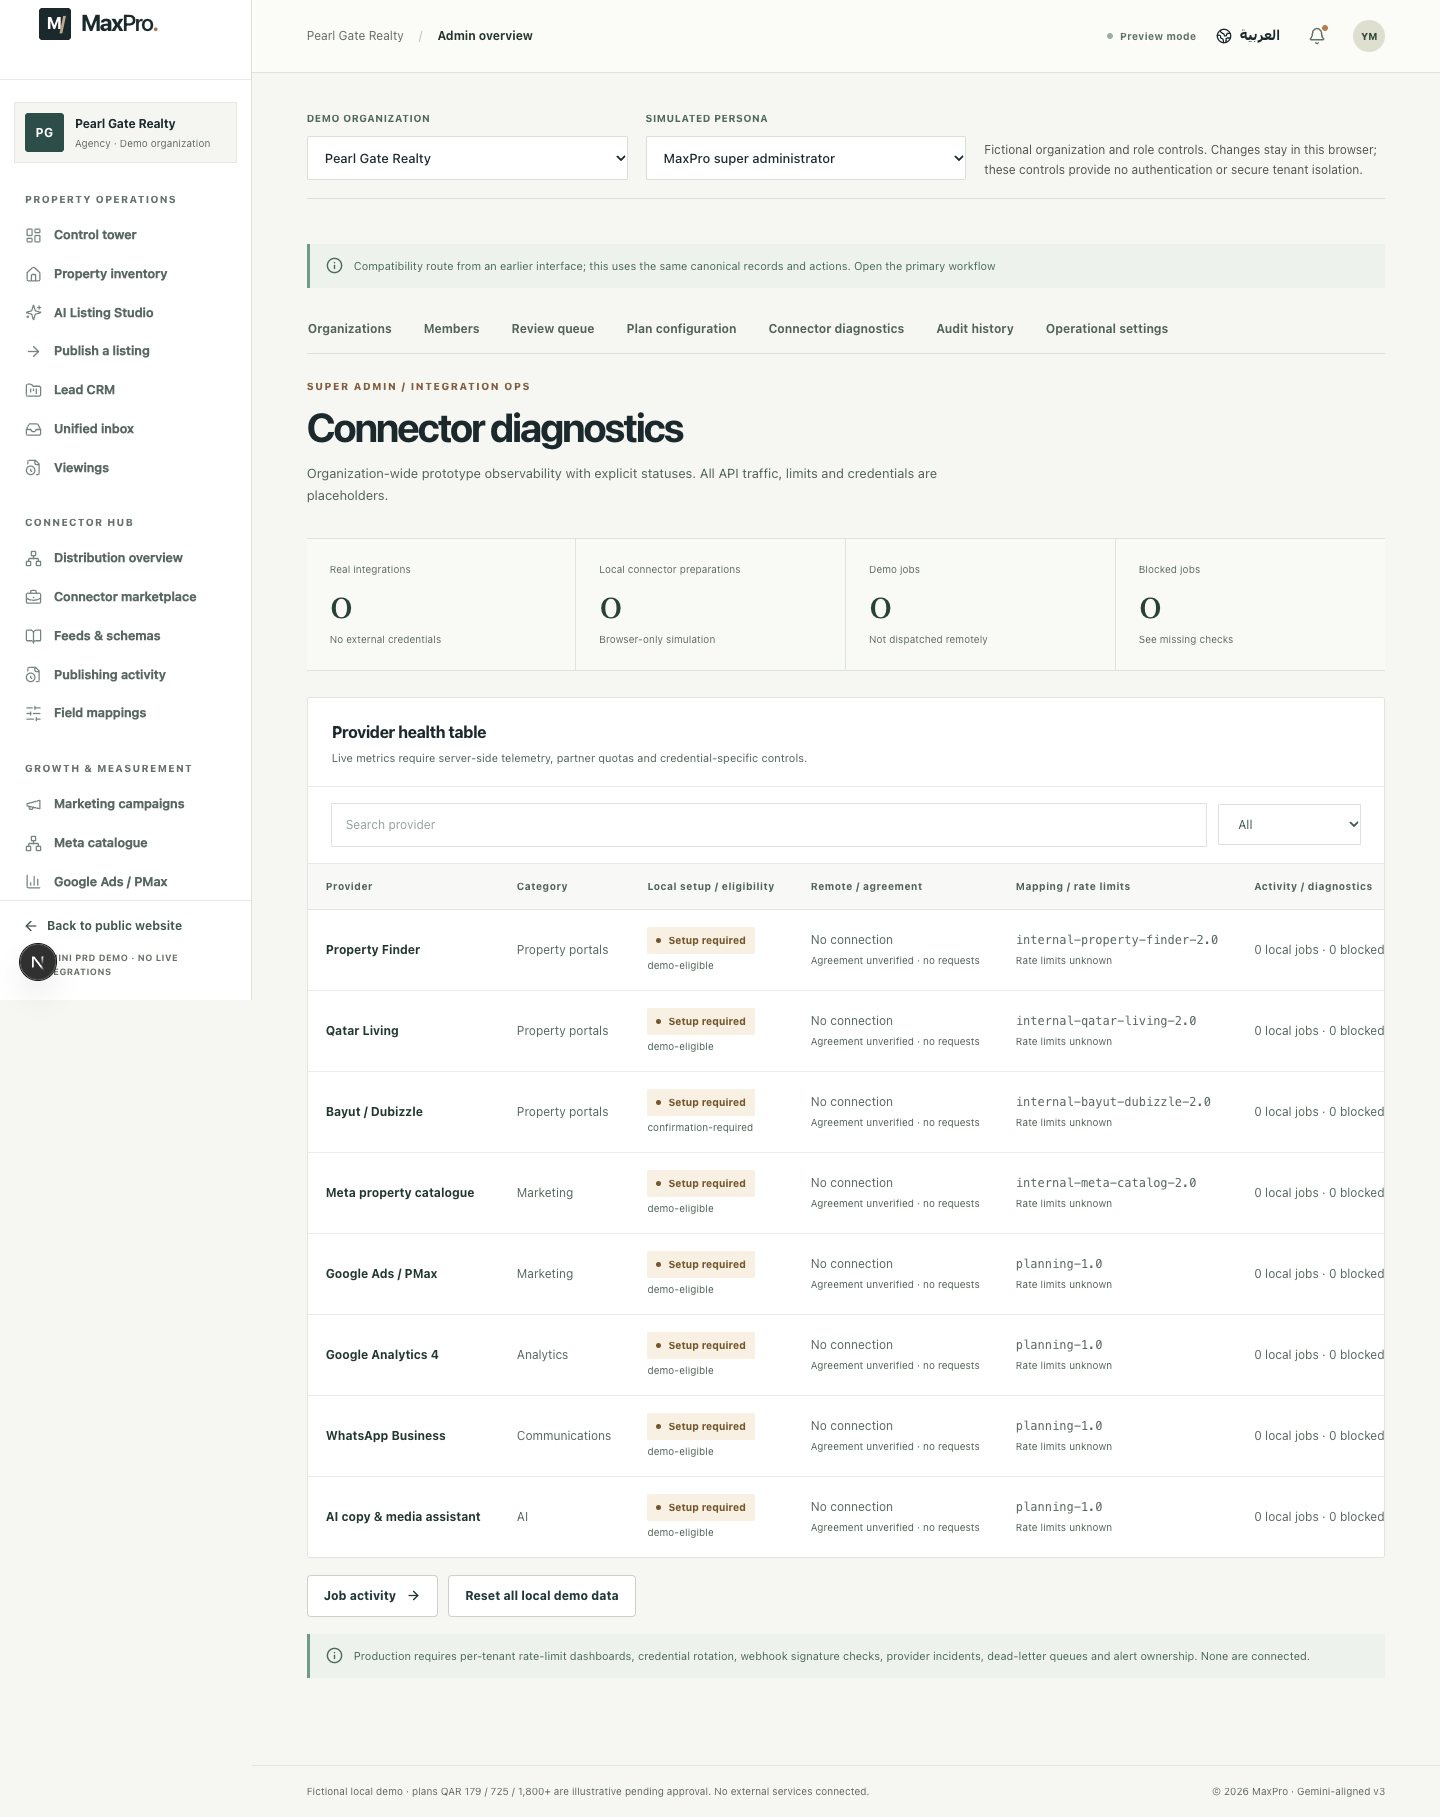 M/ MaxPro.
PG
Pearl Gate Realty
Agency · Demo organization
PROPERTY OPERATIONS
Control tower
Property inventory
AI Listing Studio
Publish a listing
Lead CRM
Unified inbox
Viewings
CONNECTOR HUB
Distribution overview
Connector marketplace
Feeds & schemas
Publishing activity
Field mappings
GROWTH & MEASUREMENT
Marketing campaigns
Meta catalogue
Google Ads / PMax
Back to public website
N
PRD DEMO · NO LIVE
Pearl Gate Realty / Admin overview
Preview mode
العربية
YM
DEMO ORGANIZATION
Pearl Gate Realty
SIMULATED PERSONA
MaxPro super administrator
Fictional organization and role controls. Changes stay in this browser;
these controls provide no authentication or secure tenant isolation.
Compatibility route from an earlier interface; this uses the same canonical records and actions. Open the primary workflow
Organizations Members Review queue Plan configuration Connector diagnostics Audit history Operational settings
SUPER ADMIN / INTEGRATION OPS
Connector diagnostics
Organization-wide prototype observability with explicit statuses. All API traffic, limits and credentials are
placeholders.
Real integrations
0
No external credentials
Local connector preparations
0
Browser-only simulation
Demo jobs
0
Not dispatched remotely
Blocked jobs
0
See missing checks
Provider health table
Live metrics require server-side telemetry, partner quotas and credential-specific controls.
Search provider
All
Provider Category Local setup / eligibility Remote / agreement Mapping / rate limits Activity / diagnostics
Property Finder Property portals Setup required No connection internal-property-finder-2.0 0 local jobs · 0 blocked
demo-eligible Agreement unverified · no requests Rate limits unknown
Qatar Living Property portals Setup required No connection internal-qatar-living-2.0 0 local jobs · 0 blocked
demo-eligible Agreement unverified · no requests Rate limits unknown
Bayut / Dubizzle Property portals Setup required No connection internal-bayut-dubizzle-2.0 0 local jobs · 0 blocked
confirmation-required Agreement unverified · no requests Rate limits unknown
Meta property catalogue Marketing Setup required No connection internal-meta-catalog-2.0 0 local jobs · 0 blocked
demo-eligible Agreement unverified · no requests Rate limits unknown
Google Ads / PMax Marketing Setup required No connection planning-1.0 0 local jobs · 0 blocked
demo-eligible Agreement unverified · no requests Rate limits unknown
Google Analytics 4 Analytics Setup required No connection planning-1.0 0 local jobs · 0 blocked
demo-eligible Agreement unverified · no requests Rate limits unknown
WhatsApp Business Communications Setup required No connection planning-1.0 0 local jobs · 0 blocked
demo-eligible Agreement unverified · no requests Rate limits unknown
AI copy & media assistant AI Setup required No connection planning-1.0 0 local jobs · 0 blocked
demo-eligible Agreement unverified · no requests Rate limits unknown
Job activity
Reset all local demo data
Production requires per-tenant rate-limit dashboards, credential rotation, webhook signature checks, provider incidents, dead-letter queues and alert ownership. None are connected.
Fictional local demo · plans QAR 179 / 725 / 1,800+ are illustrative pending approval. No external services connected.
© 2026 MaxPro · Gemini-aligned v3